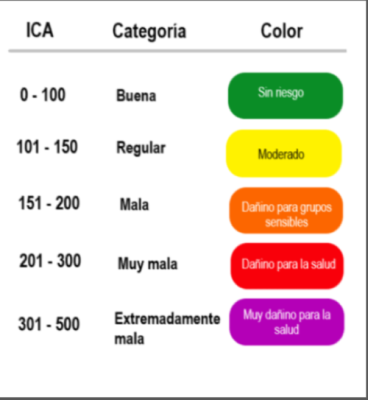 ICA Categoria Color
0 - 100 Buena Sin riesgo
101 - 150 Regular Moderado
151 - 200 Mala Dañino para grupos
sensibles
201 - 300 Muy mala Dañino para la salud
301 - 500 Extremadamente
mala Muy dañino para la
salud